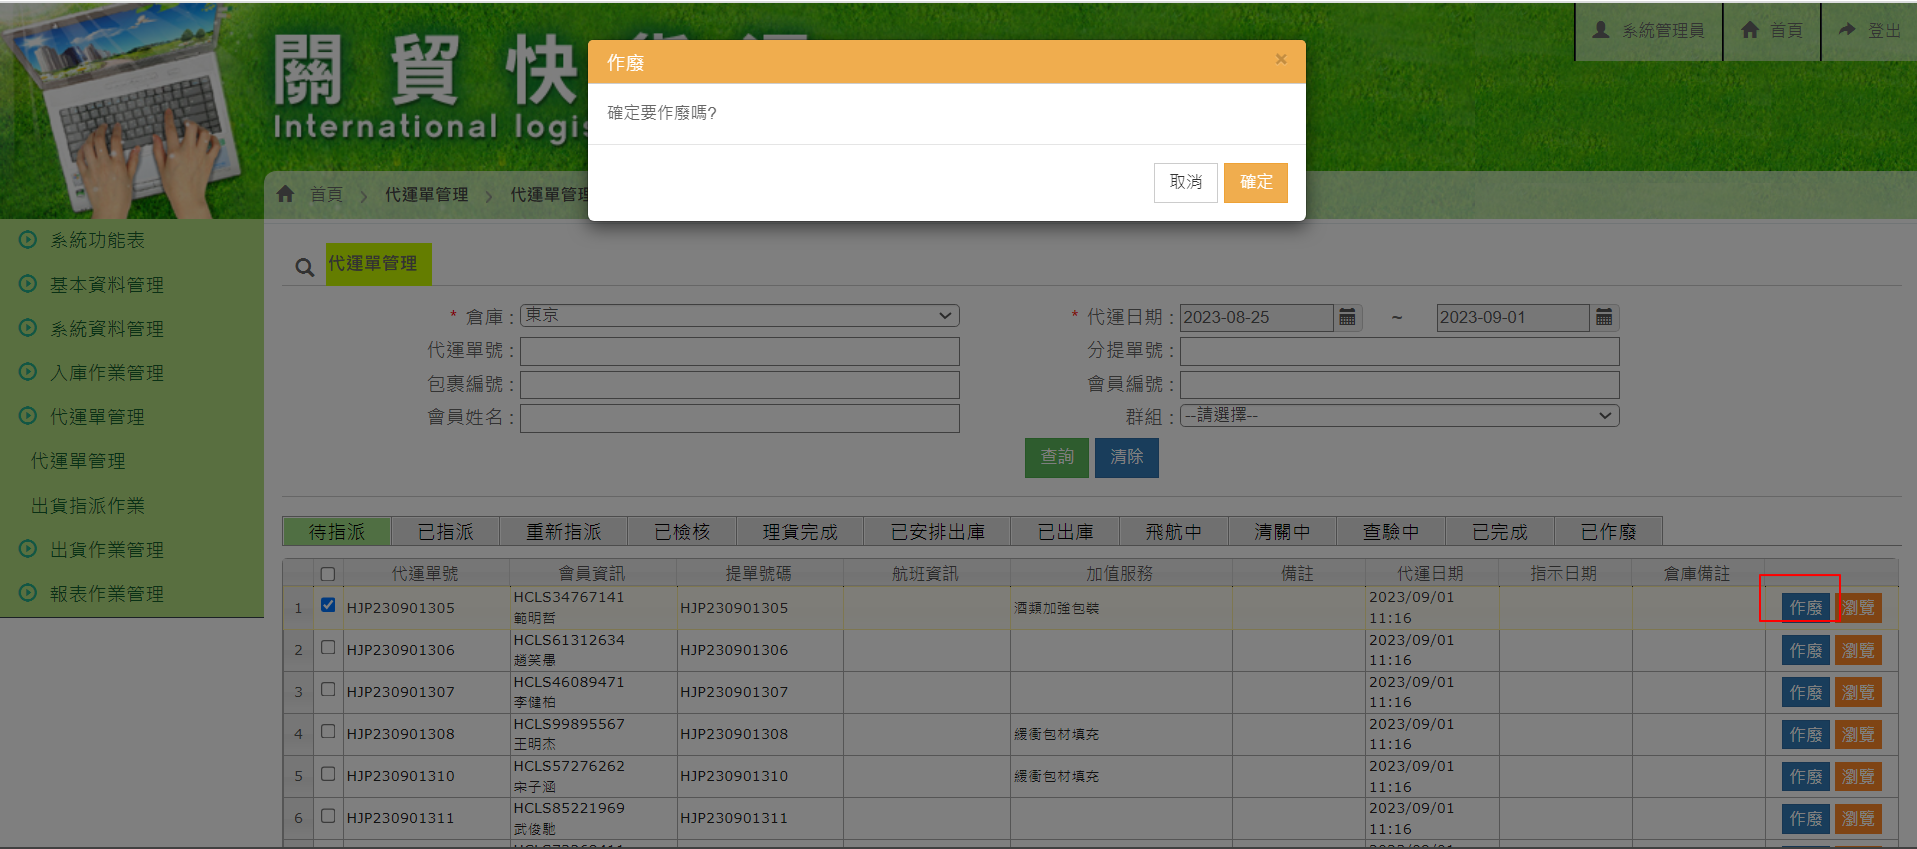 關 貿 快
International logis
系統管理員
首頁
登出
作廢
×
確定要作廢嗎?
取消
確定
首頁 > 代運單管理 > 代運單管理
系統功能表
基本資料管理
系統資料管理
入庫作業管理
代運單管理
代運單管理
出貨指派作業
出貨作業管理
報表作業管理
代運單管理
* 倉庫 : 東京
* 代運日期 : 2023-08-25 ~ 2023-09-01
代運單號 :
分提單號 :
包裹編號 :
會員編號 :
會員姓名 :
群組 : --請選擇--
查詢 清除
待指派 已指派 重新指派 已檢核 理貨完成 已安排出庫 已出庫 飛航中 清關中 查驗中 已完成 已作廢
代運單號 會員資訊 提單號碼 航班資訊 加值服務 備註 代運日期 指示日期 倉庫備註
1 HJP230901305 HCLS34767141 範明哲 HJP230901305 酒類加強包裝 2023/09/01 11:16 作廢 瀏覽
2 HJP230901306 HCLS61312634 趙笑愚 HJP230901306 2023/09/01 11:16 作廢 瀏覽
3 HJP230901307 HCLS46089471 李健柏 HJP230901307 2023/09/01 11:16 作廢 瀏覽
4 HJP230901308 HCLS99895567 王明杰 HJP230901308 緩衝包材填充 2023/09/01 11:16 作廢 瀏覽
5 HJP230901310 HCLS57276262 宋子涵 HJP230901310 緩衝包材填充 2023/09/01 11:16 作廢 瀏覽
6 HJP230901311 HCLS85221969 武俊馳 HJP230901311 2023/09/01 11:16 作廢 瀏覽